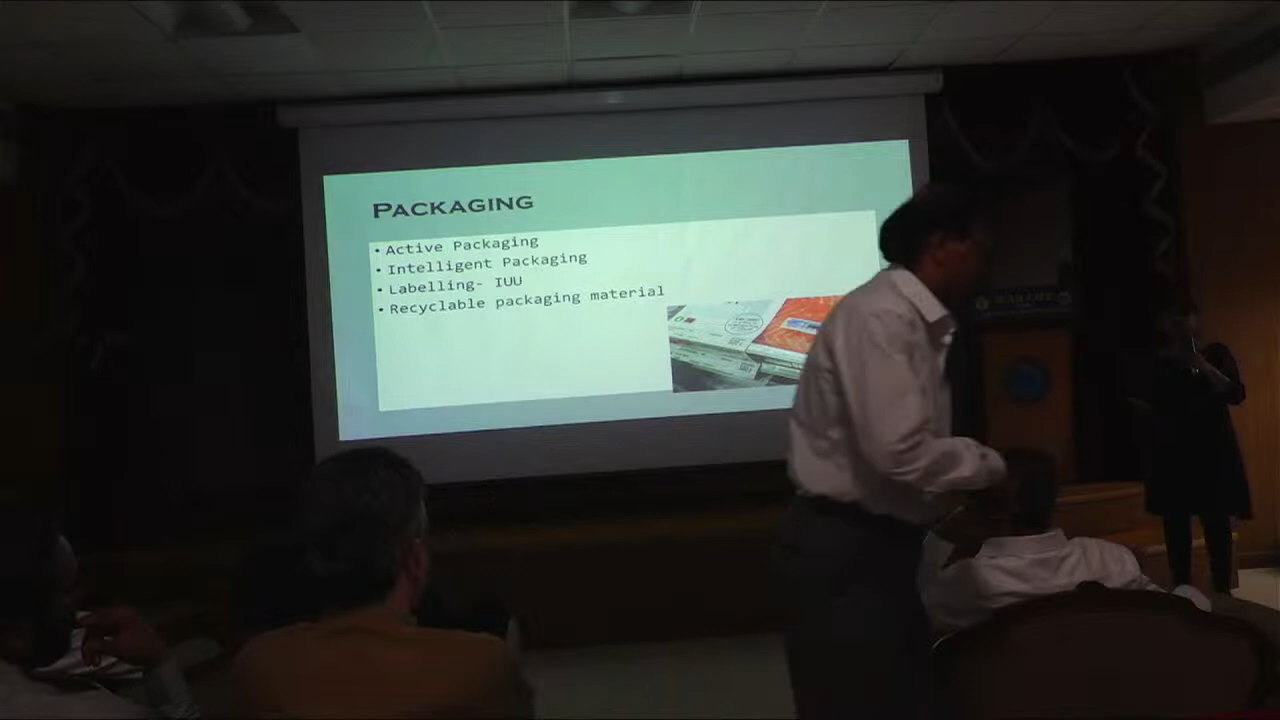 PACKAGING
• Active Packaging
• Intelligent Packaging
• Labelling- IUU
• Recyclable packaging material